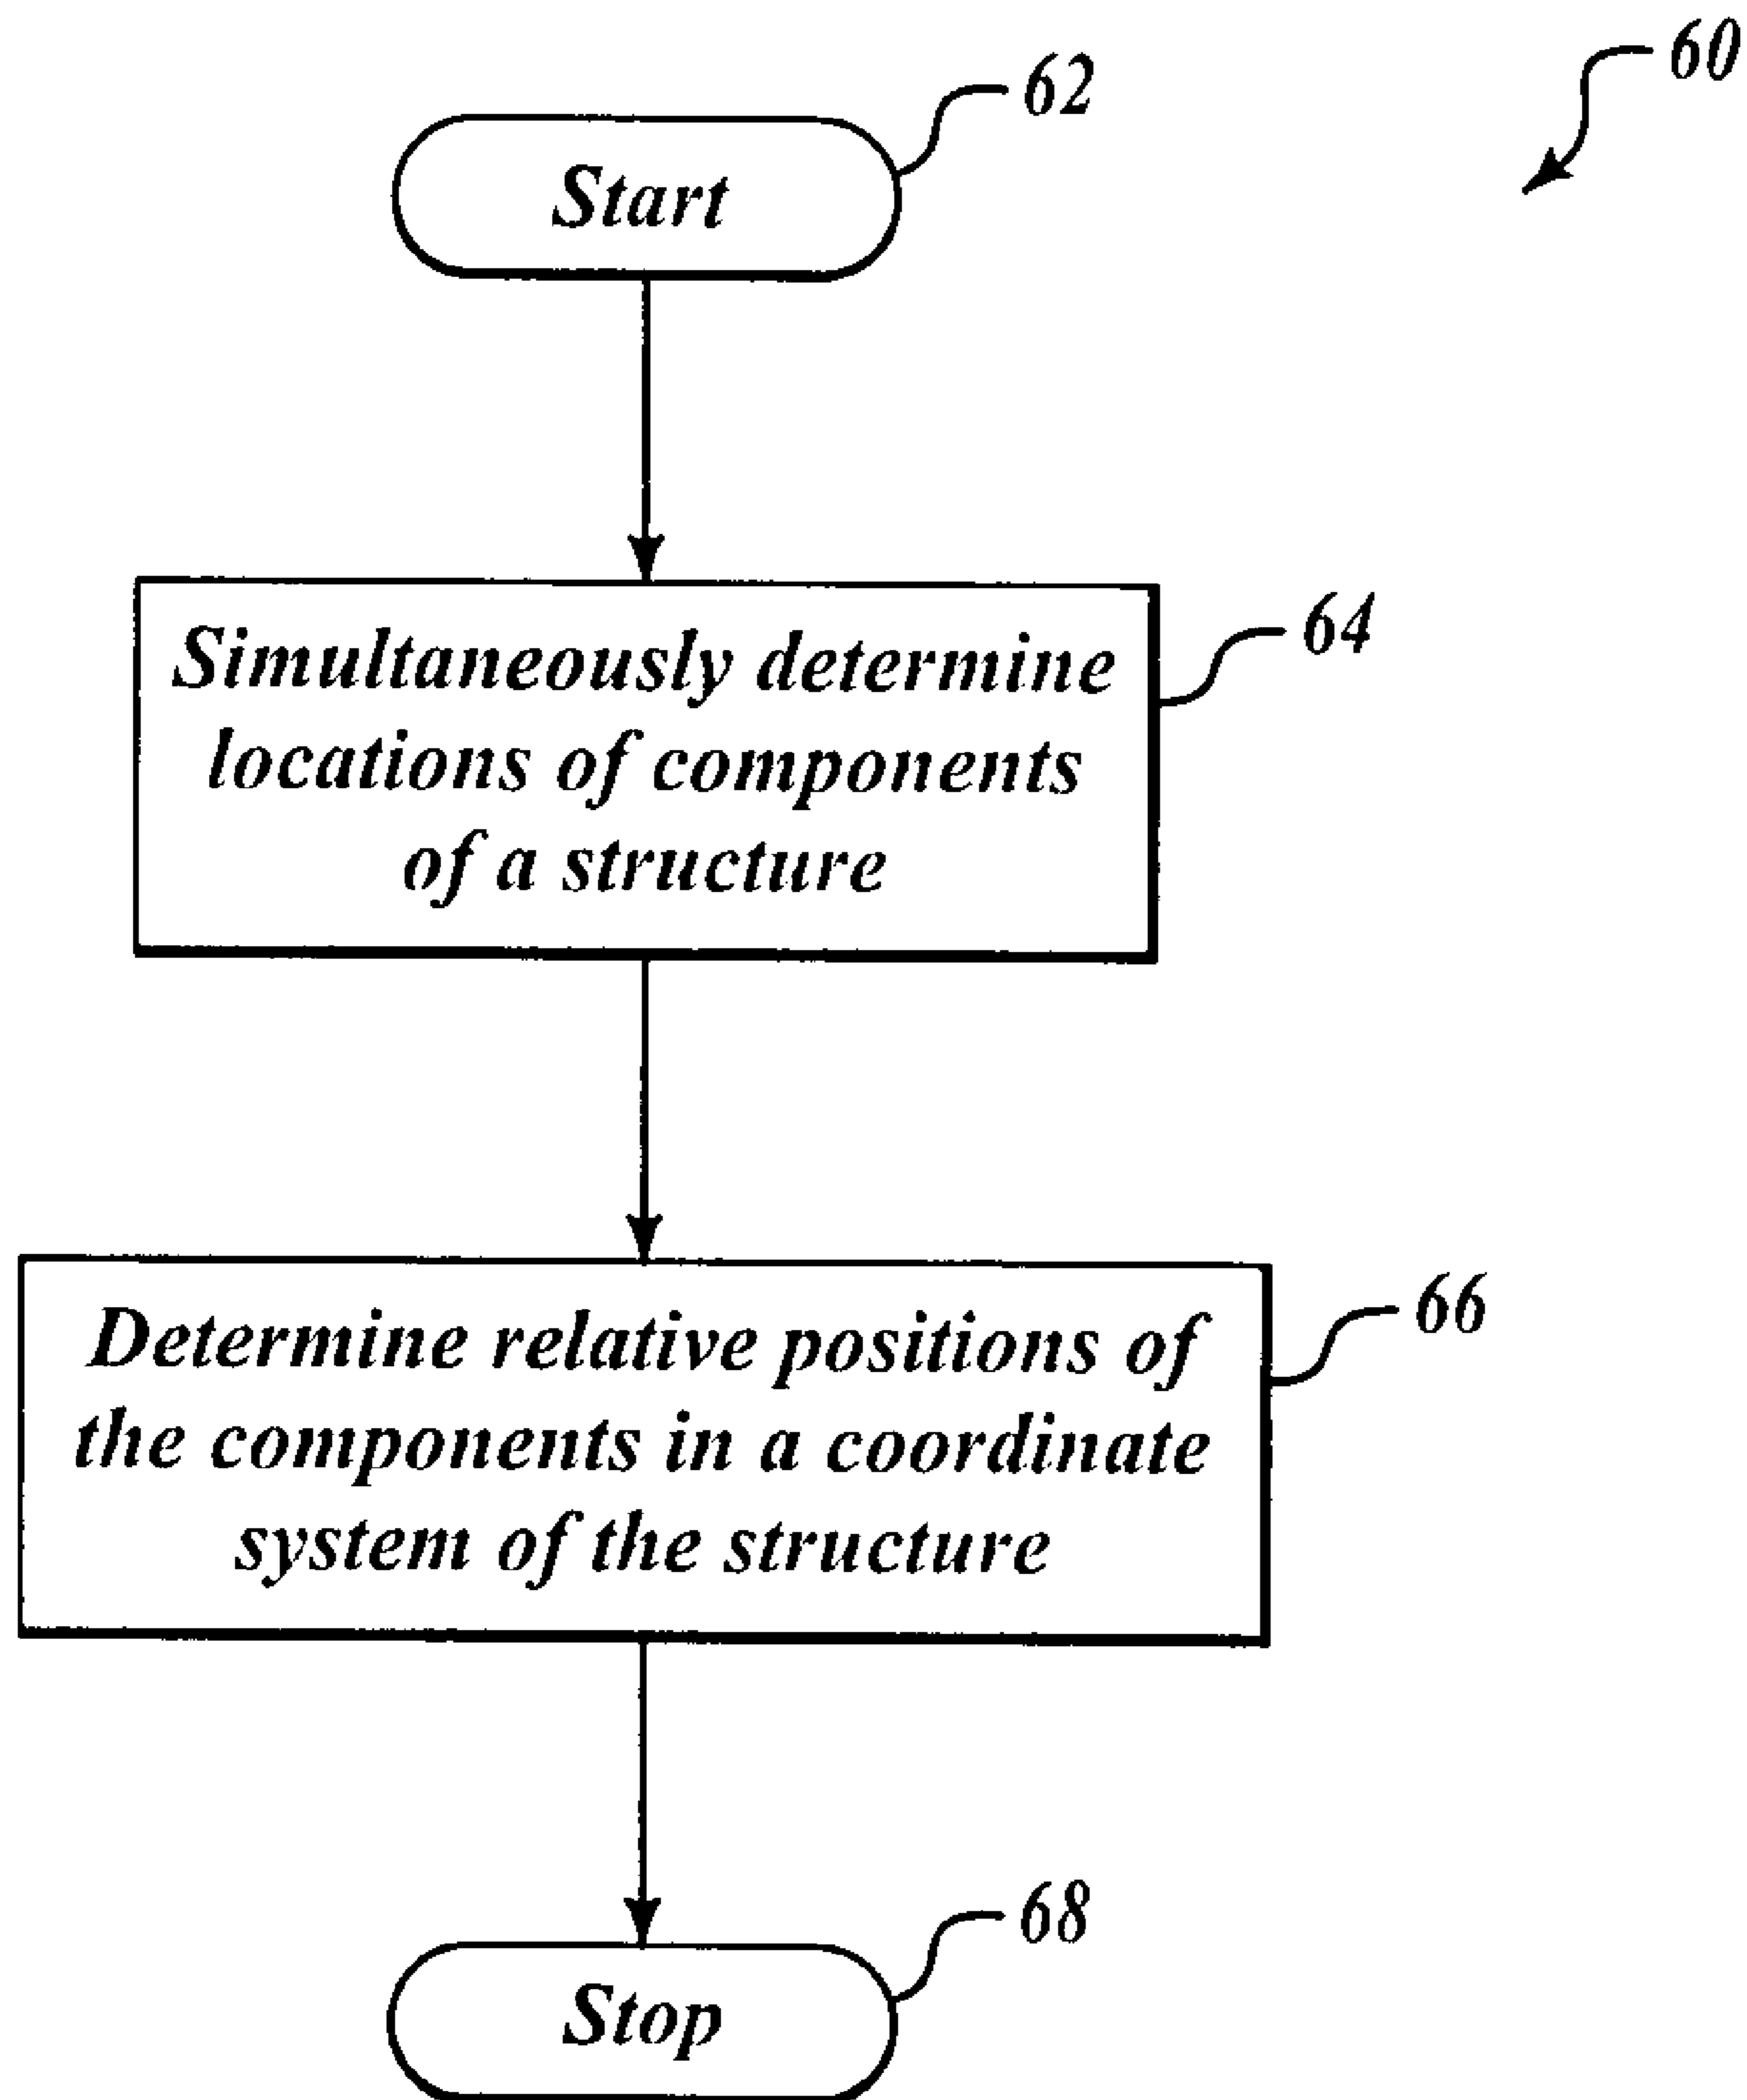 60
62
Start
64
Simultaneously determine
locations of components
of a structure
66
Determine relative positions of
the components in a coordinate
system of the structure
68
Stop